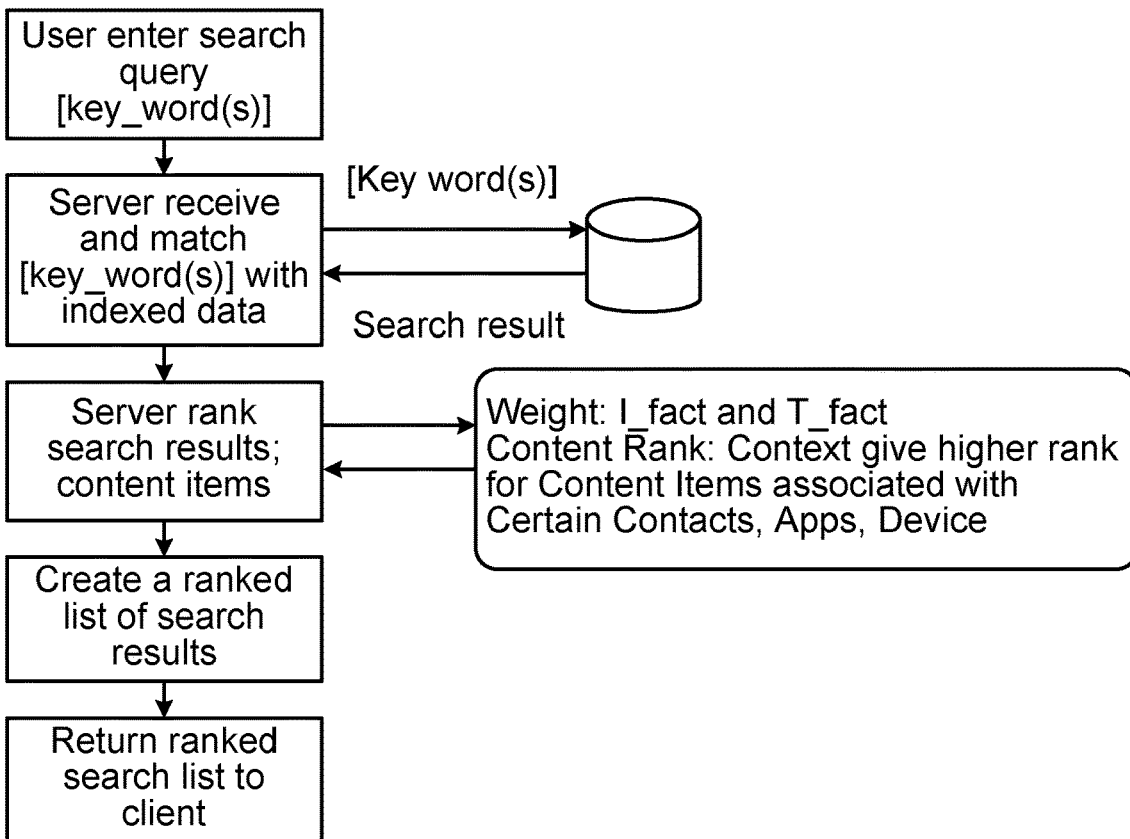 User enter search
query
[key_word(s)]
Server receive
and match
[key_word(s)] with
indexed data
[Key word(s)]
Search result
Server rank
search results;
content items
Weight: I_fact and T_fact
Content Rank: Context give higher rank
for Content Items associated with
Certain Contacts, Apps, Device
Create a ranked
list of search
results
Return ranked
search list to
client